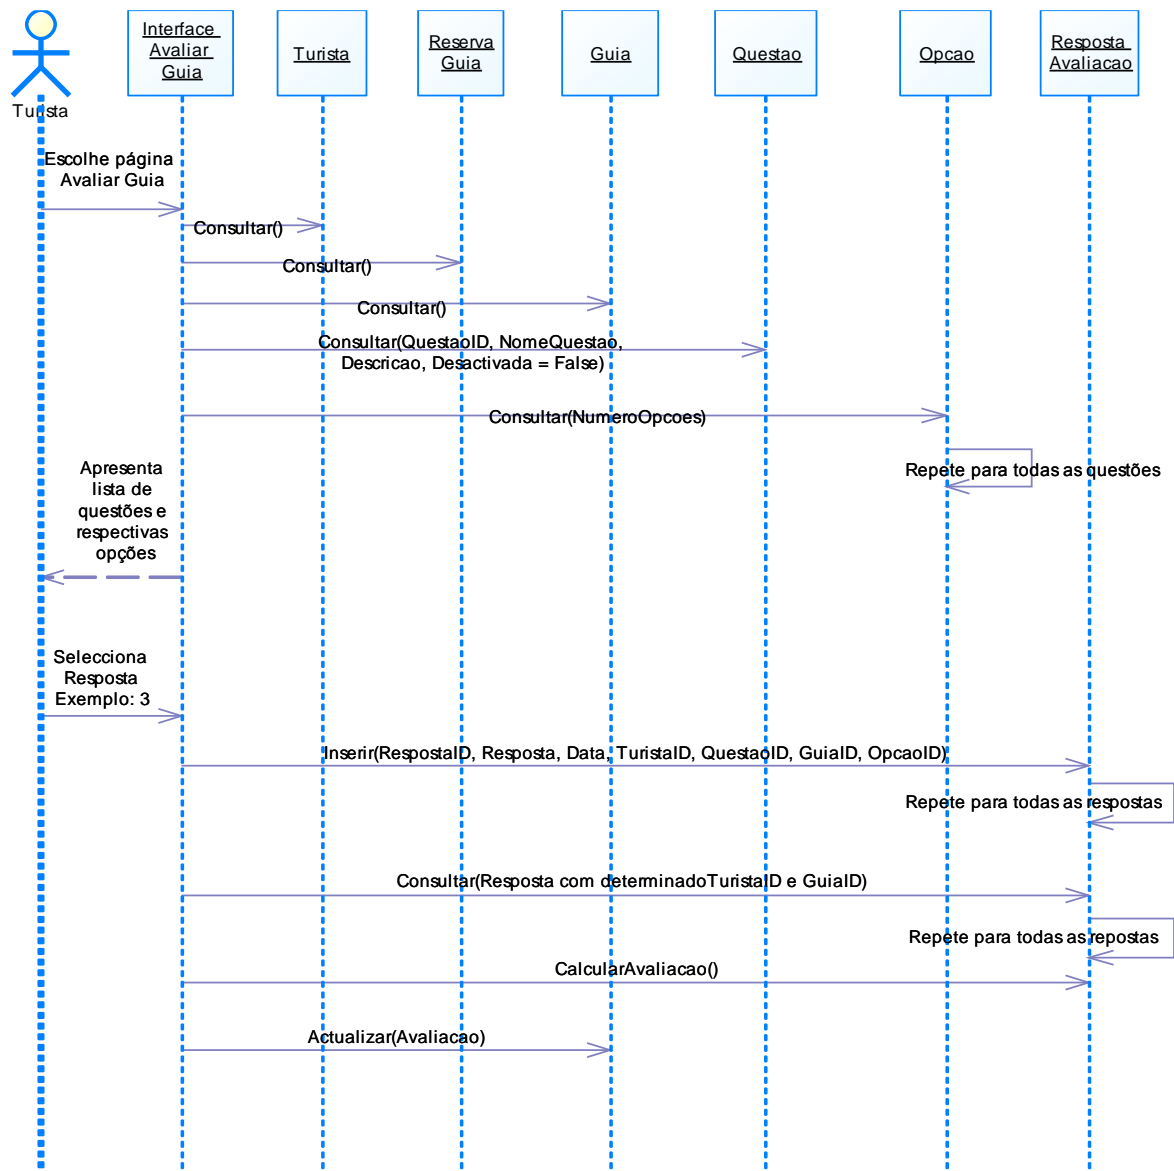 Interface
Avaliar
Guia
Turista
Reserva
Guia
Guia
Questao
Opcao
Resposta
Avaliacao
Turista
Escolhe página
Avaliar Guia
Consultar()
Consultar()
Consultar()
Consultar(QuestaoID, NomeQuestao,
Descricao, Desactivada = False)
Consultar(NumeroOpcoes)
Repete para todas as questões
Apresenta
lista de
questões e
respectivas
opções
Selecciona
Resposta
Exemplo: 3
Inserir(RespostaID, Resposta, Data, TuristaID, QuestaoID, GuiaID, OpcaoID)
Repete para todas as respostas
Consultar(Resposta com determinadoTuristaID e GuiaID)
Repete para todas as repostas
CalcularAvaliacao()
Actualizar(Avaliacao)